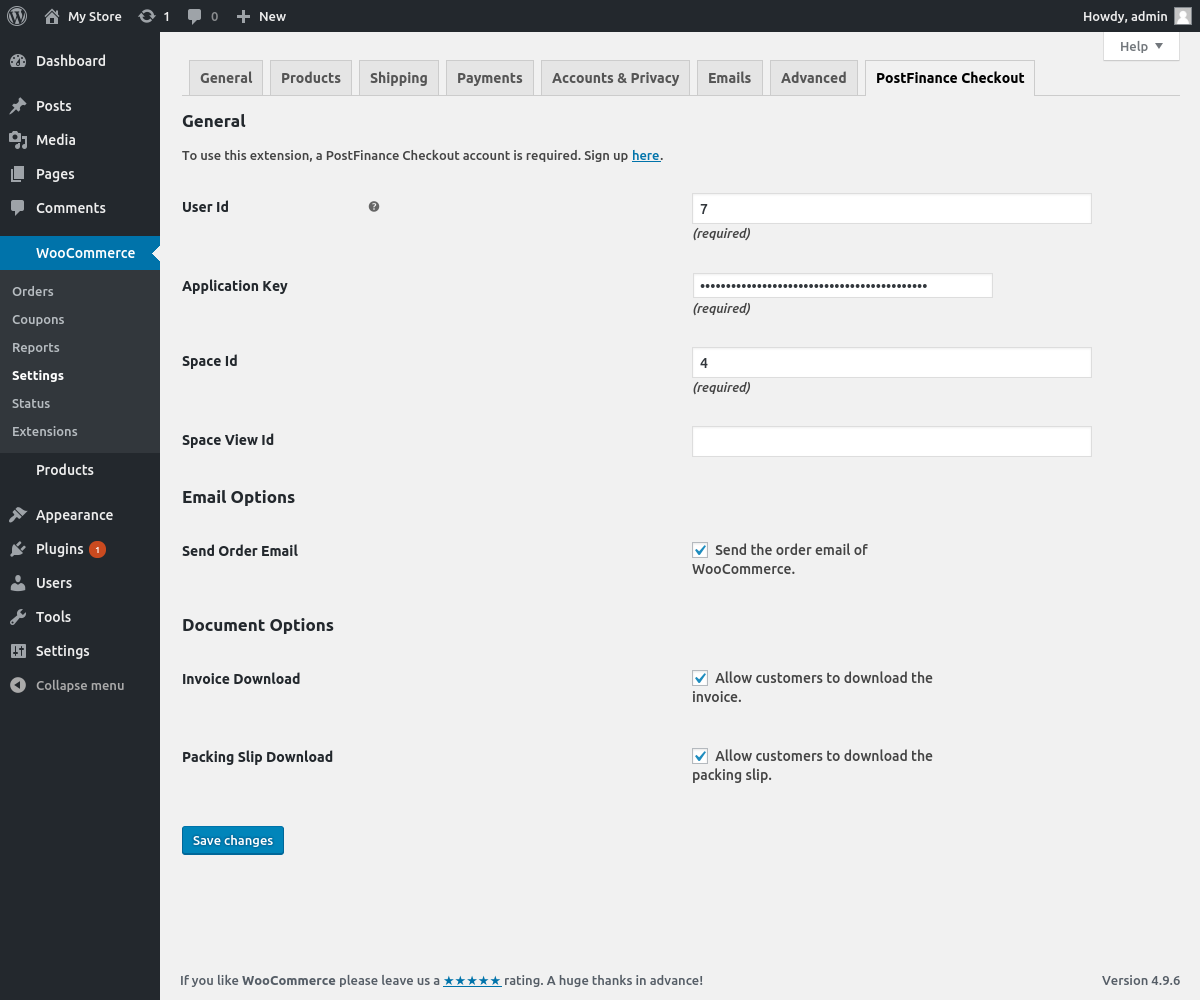 My Store 1 0 New Howdy, admin
Help
Dashboard
Posts
Media
Pages
Comments
WooCommerce
Orders
Coupons
Reports
Settings
Status
Extensions
Products
Appearance
Plugins 1
Users
Tools
Settings
Collapse menu
General Products Shipping Payments Accounts & Privacy Emails Advanced PostFinance Checkout
General
To use this extension, a PostFinance Checkout account is required. Sign up here.
User Id ? 7
(required)
Application Key ••••••••••••••••••••••••••••••••••••••••••••
(required)
Space Id 4
(required)
Space View Id
Email Options
Send Order Email Send the order email of
WooCommerce.
Document Options
Invoice Download Allow customers to download the
invoice.
Packing Slip Download Allow customers to download the
packing slip.
Save changes
If you like WooCommerce please leave us a ★★★★★ rating. A huge thanks in advance! Version 4.9.6